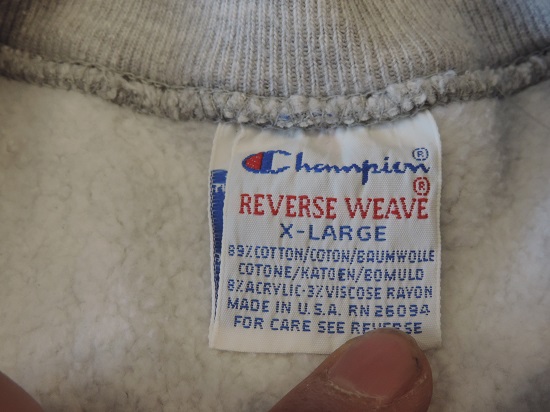 Champion®
REVERSE WEAVE®
X-LARGE
89% COTTON/COTON/BAUMWOLLE
COTONE/KATOEN/BOMULD
8% ACRYLIC-3% VISCOSE RAYON
MADE IN U.S.A. RN 26094
FOR CARE SEE REVERSE